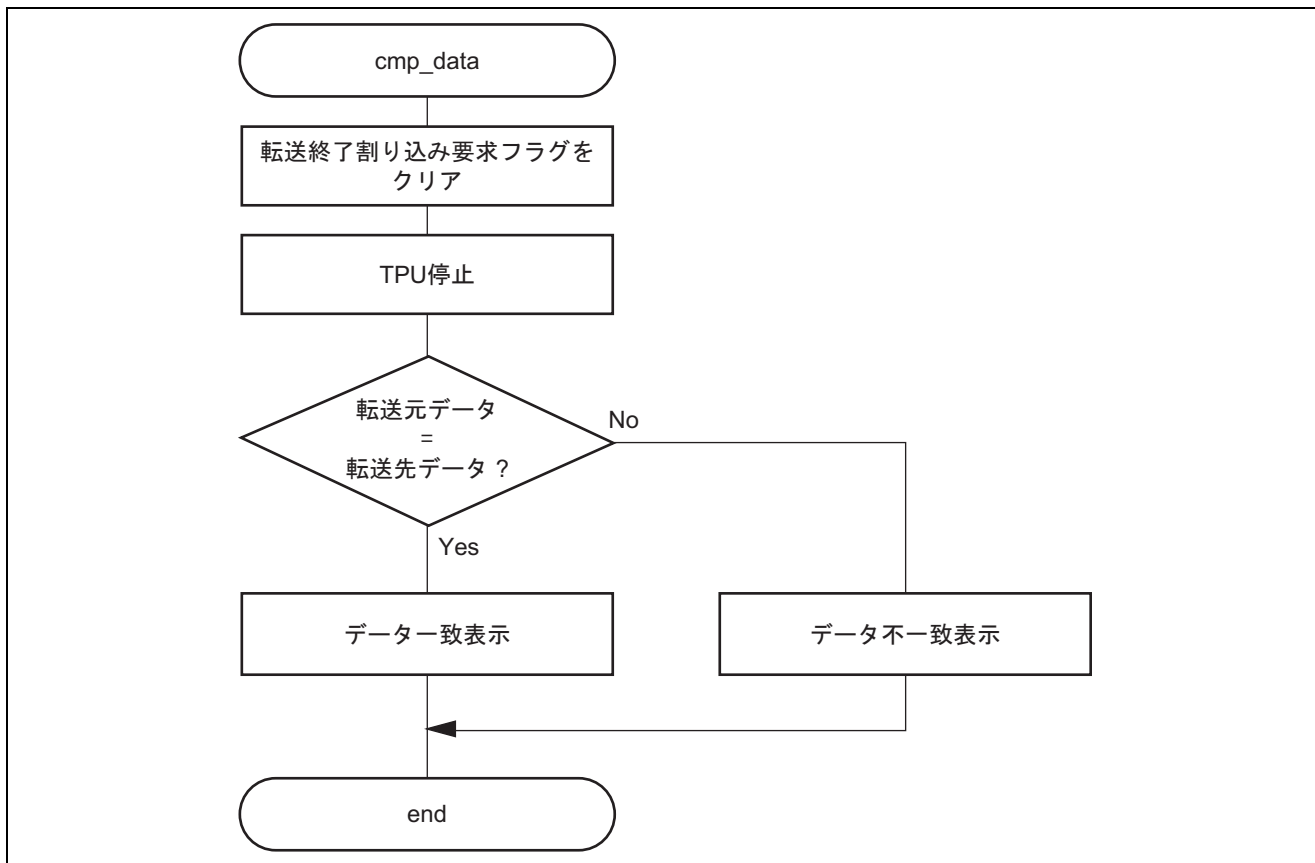 cmp_data
転送終了割り込み要求フラグを
クリア
TPU停止
転送元データ
=
転送先データ ?
No
Yes
データ一致表示
データ不一致表示
end